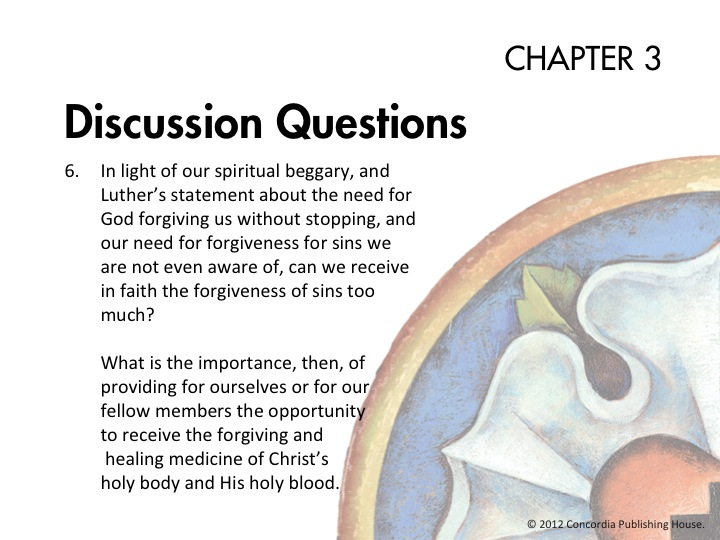 CHAPTER 3
Discussion Questions
6. In light of our spiritual beggary, and
Luther’s statement about the need for
God forgiving us without stopping, and
our need for forgiveness for sins we
are not even aware of, can we receive
in faith the forgiveness of sins too
much?
What is the importance, then, of
providing for ourselves or for our
fellow members the opportunity
to receive the forgiving and
healing medicine of Christ’s
holy body and His holy blood.
© 2012 Concordia Publishing House.